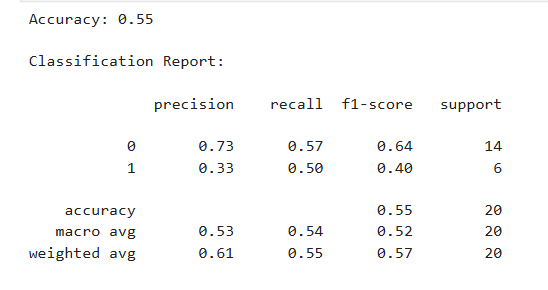 Accuracy: 0.55
Classification Report:
precision recall f1-score support
0 0.73 0.57 0.64 14
1 0.33 0.50 0.40 6
accuracy 0.55 20
macro avg 0.53 0.54 0.52 20
weighted avg 0.61 0.55 0.57 20